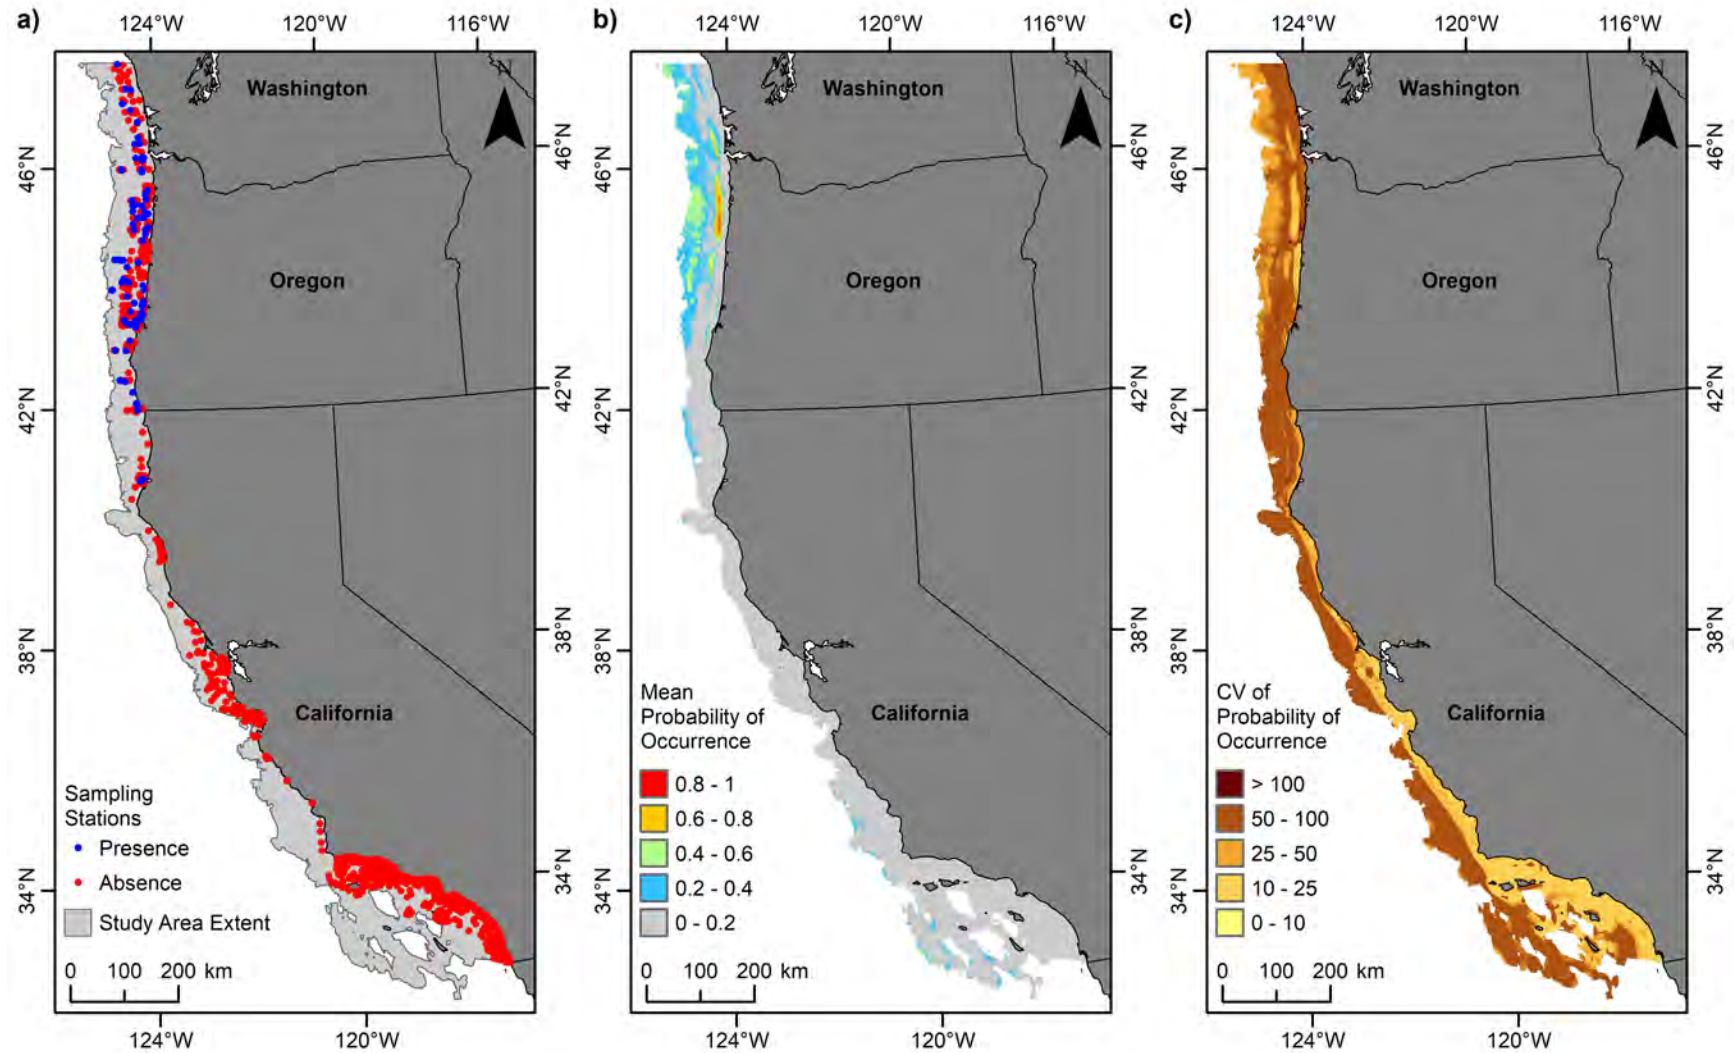 a)
124°W 120°W 116°W
Washington
N
46°N
46°N
Oregon
42°N
42°N
38°N
38°N
California
Sampling
Stations
Presence
Absence
Study Area Extent
34°N
34°N
0 100 200 km
124°W 120°W
b)
124°W 120°W 116°W
Washington
N
46°N
46°N
Oregon
42°N
42°N
38°N
38°N
Mean
Probability of
Occurrence
California
0.8 - 1
0.6 - 0.8
0.4 - 0.6
0.2 - 0.4
0 - 0.2
34°N
34°N
0 100 200 km
124°W 120°W
c)
124°W 120°W 116°W
Washington
N
46°N
46°N
Oregon
42°N
42°N
38°N
38°N
CV of
Probability of
Occurrence
California
> 100
50 - 100
25 - 50
10 - 25
0 - 10
34°N
34°N
0 100 200 km
124°W 120°W